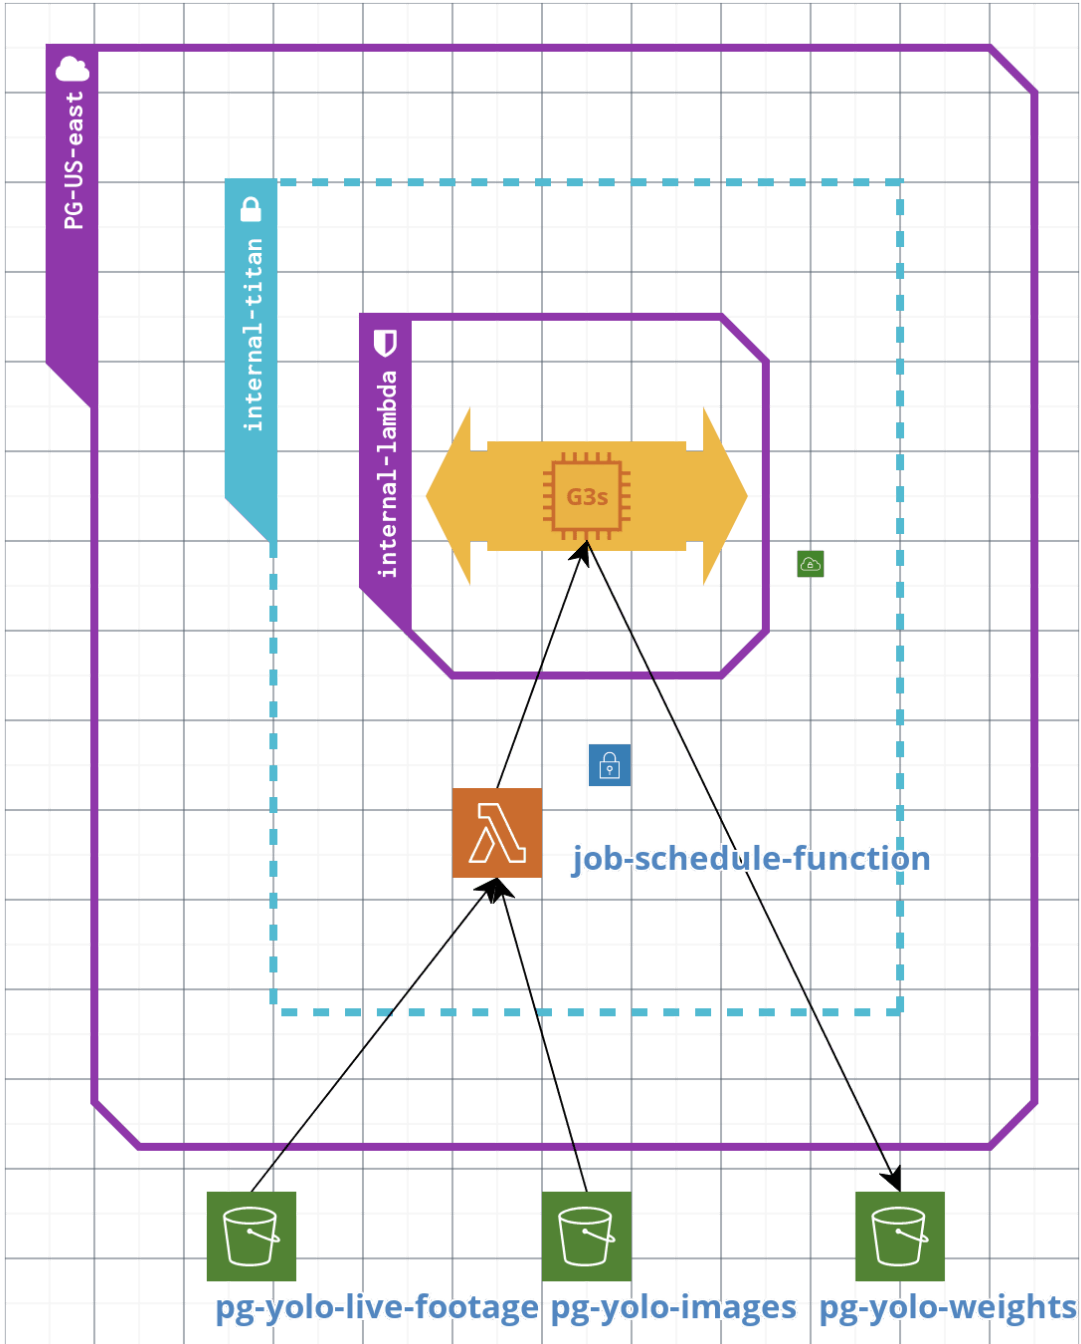 PG-US-east
internal-titan
internal-lambda
G3s
job-schedule-function
pg-yolo-live-footage
pg-yolo-images
pg-yolo-weights